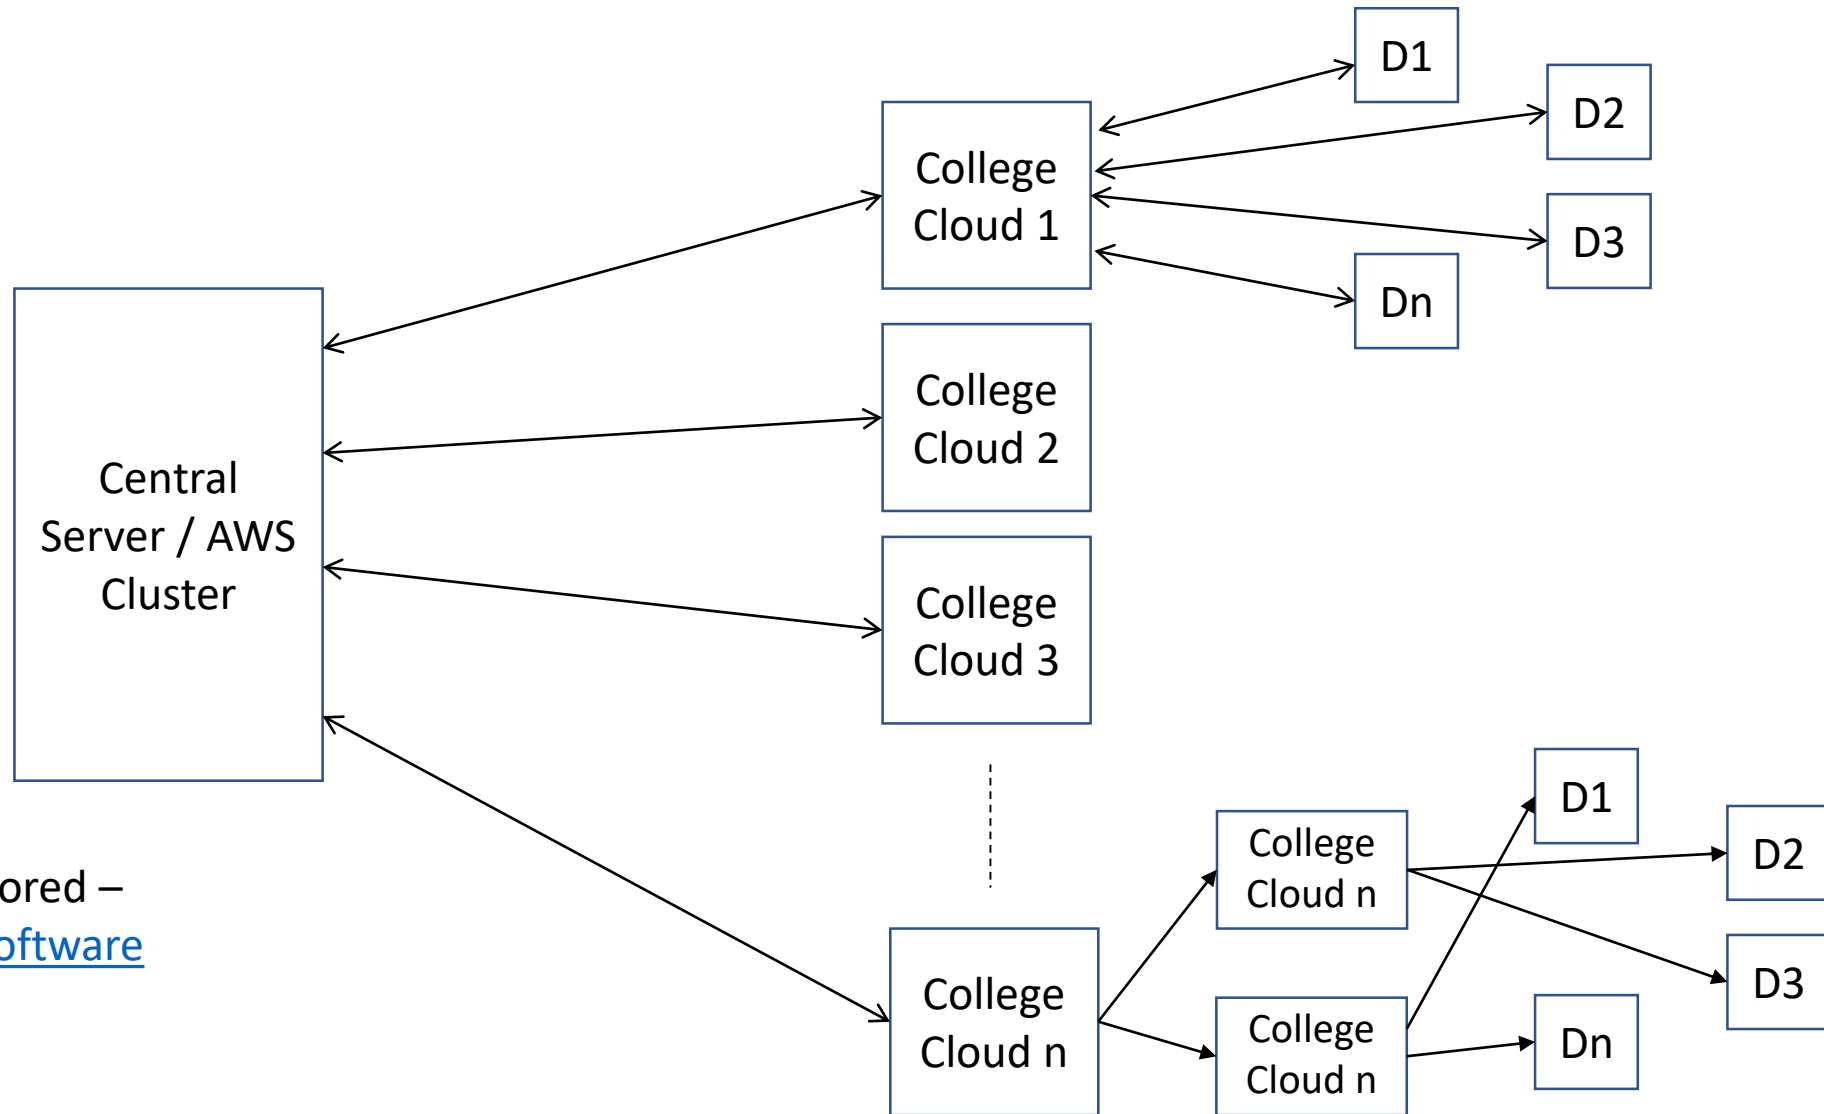 Central
Server / AWS
Cluster
College
Cloud 1
College
Cloud 2
College
Cloud 3
College
Cloud n
D1
D2
D3
Dn
College
Cloud n
College
Cloud n
D1
D2
D3
Dn
ored –
oftware